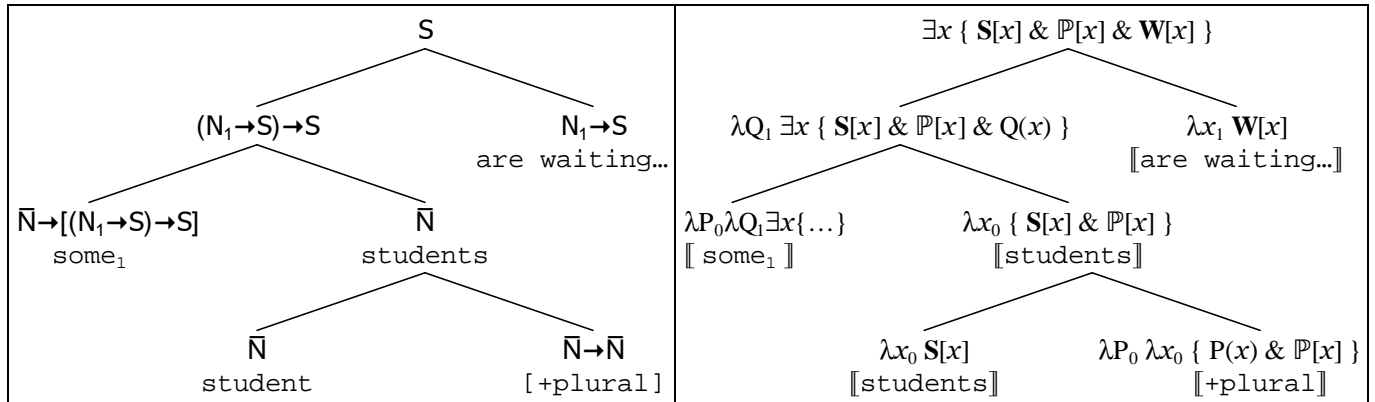 S
(N₁→S)→S N₁→S
are waiting…
N̄→[(N₁→S)→S] N̄
some₁ students
N̄ N̄→N̄
student [+plural]
∃x { S[x] & ℙ[x] & W[x] }
λQ₁ ∃x { S[x] & ℙ[x] & Q(x) } λx₁ W[x]
⟦are waiting…⟧
λP₀λQ₁∃x{…} λx₀ { S[x] & ℙ[x] }
⟦ some₁ ⟧ ⟦students⟧
λx₀ S[x] λP₀ λx₀ { P(x) & ℙ[x] }
⟦students⟧ ⟦+plural⟧